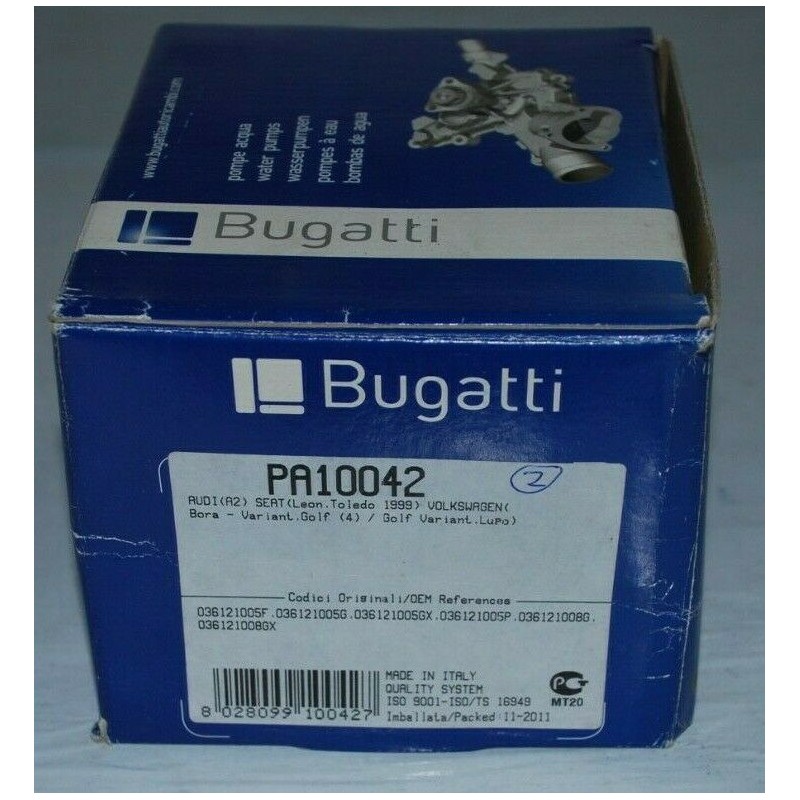 www.bugattiautoricambi.com
pompe acqua
water pumps
wasserpumpen
pompes à eau
bombas de agua
Bugatti
Bugatti
PA10042
2
AUDI(A2) SEAT(Leon.Toledo 1999) VOLKSWAGEN(
Bora - Variant.Golf (4) / Golf Variant.Lupo)
Codici Originali/OEM References
036121005F.036121005G.036121005GX.036121005P.036121008G.
036121008GX
MADE IN ITALY
QUALITY SYSTEM
ISO 9001-ISO/TS 16949
Imballata/Packed:11-2011
8 028099 100427
РСТ
MT20